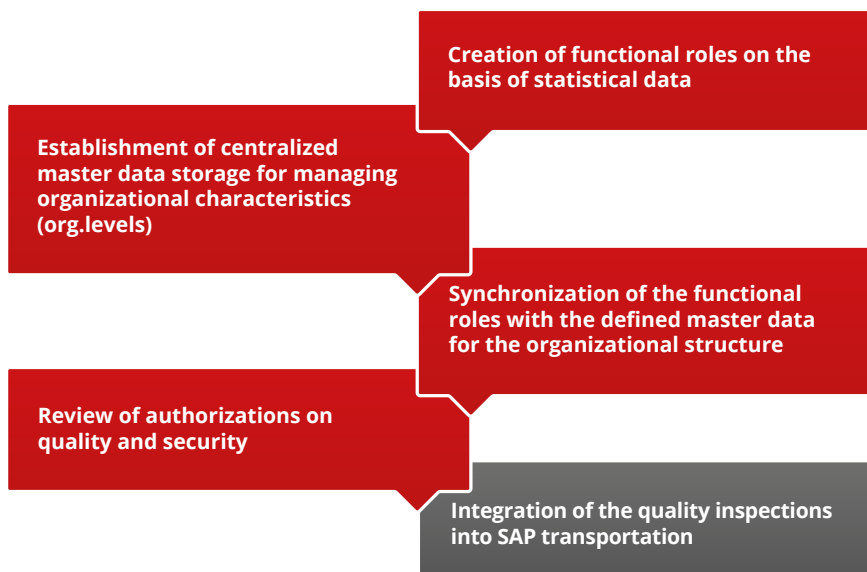 Creation of functional roles on the
basis of statistical data
Establishment of centralized
master data storage for managing
organizational characteristics
(org.levels)
Synchronization of the functional
roles with the defined master data
for the organizational structure
Review of authorizations on
quality and security
Integration of the quality inspections
into SAP transportation